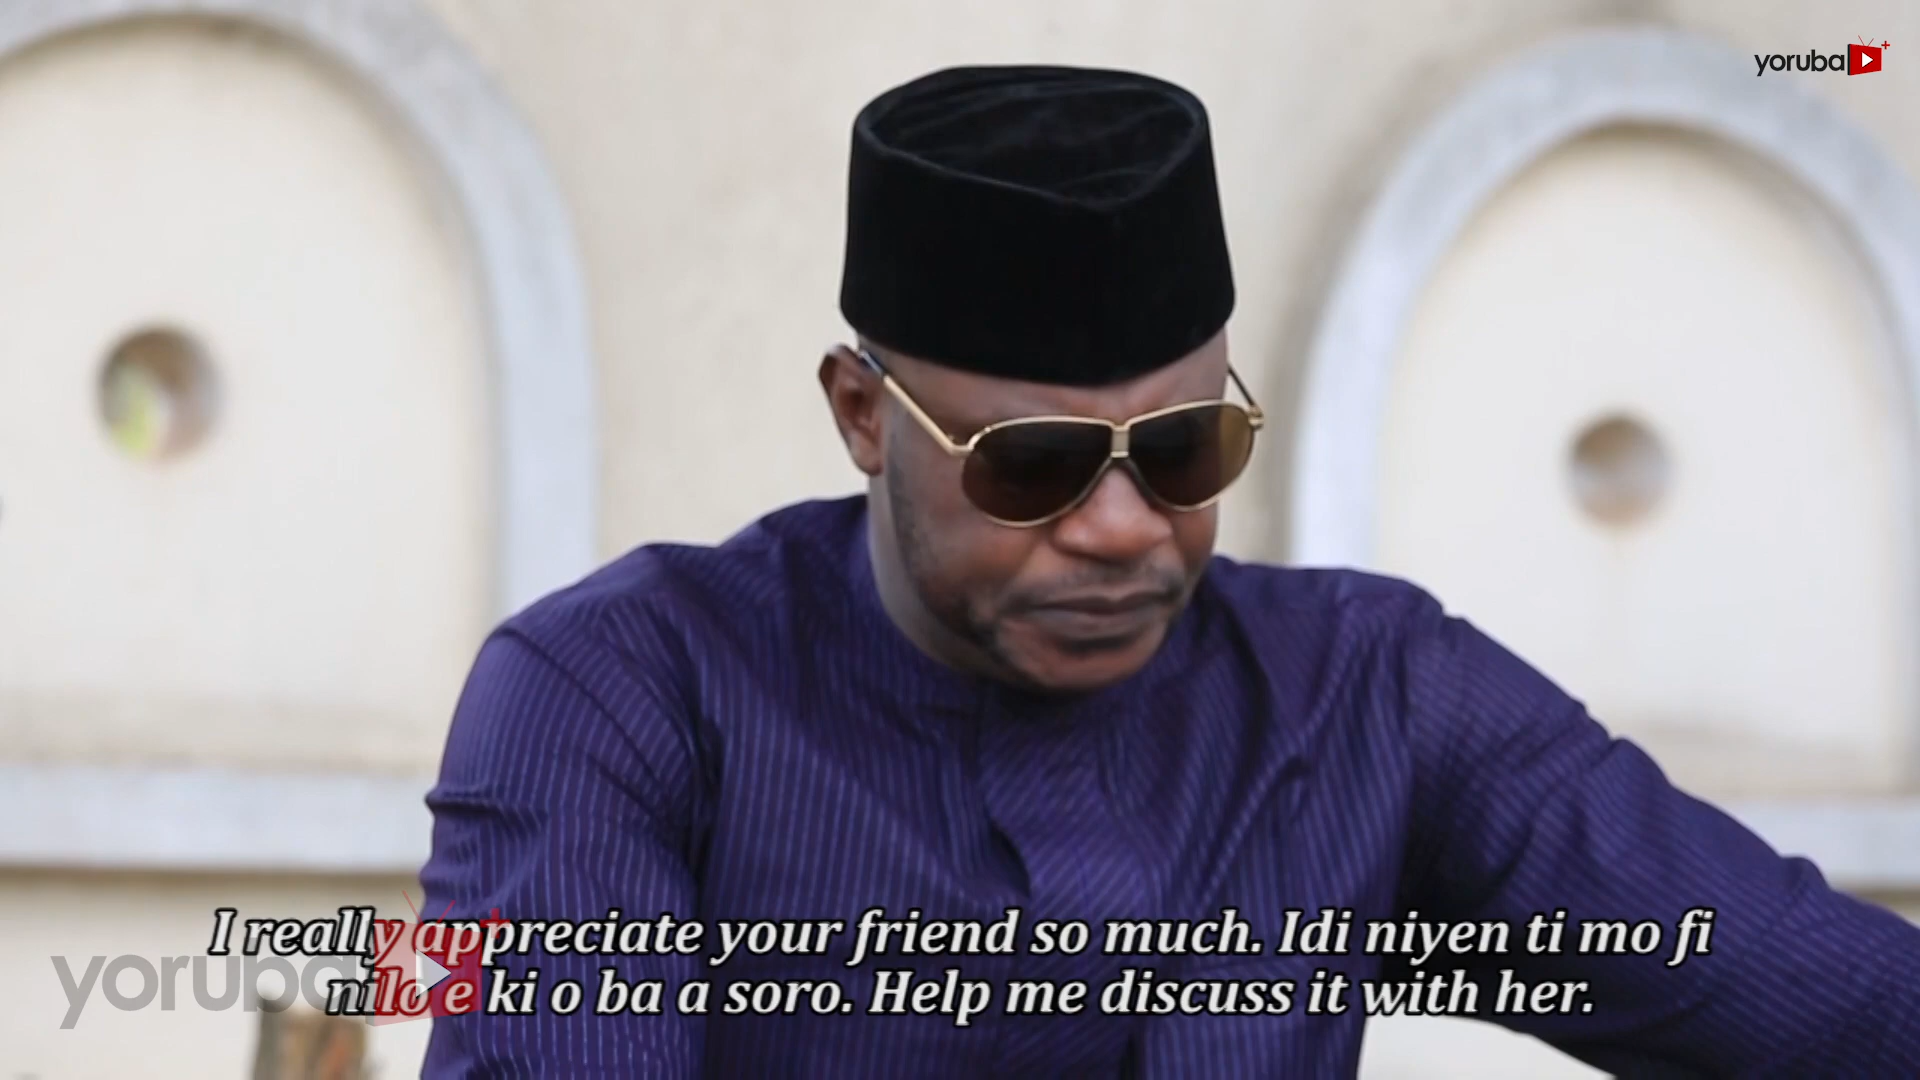 yoruba+
I really appreciate your friend so much. Idi niyen ti mo fi
nilo e ki o ba a soro. Help me discuss it with her.
yoruba+